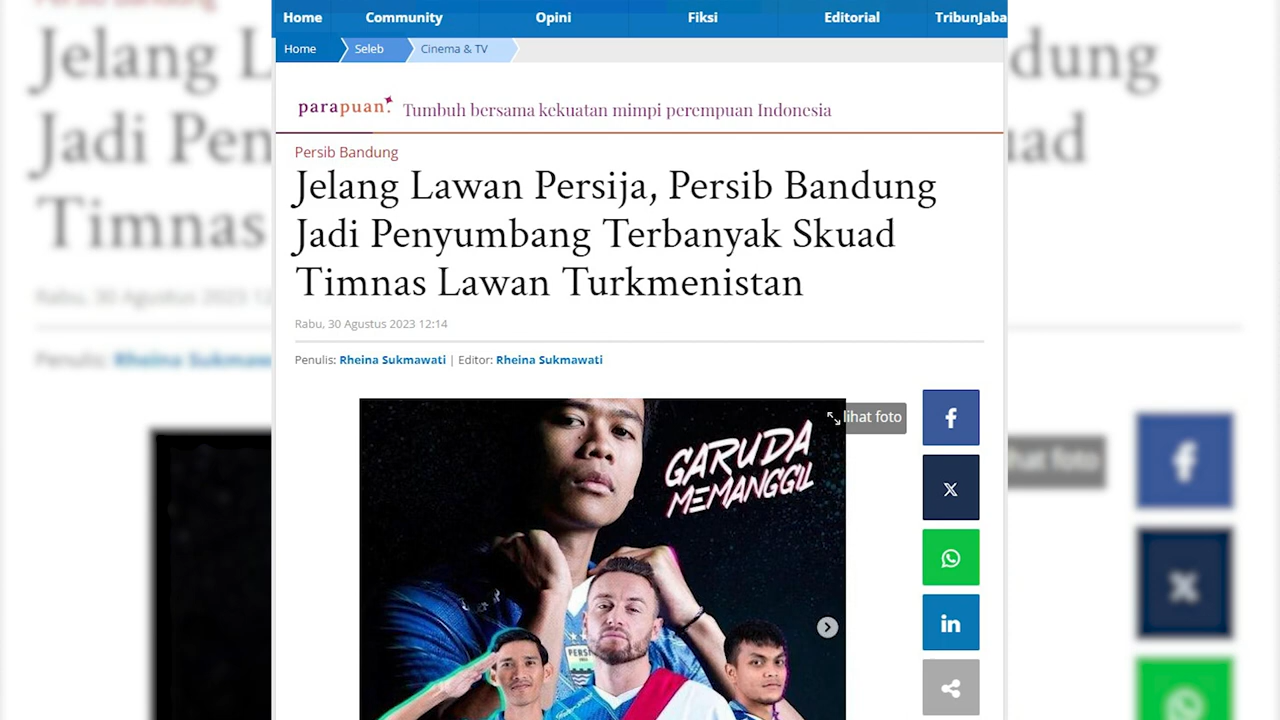 Home Community Opini Fiksi Editorial TribunJaba
Home Seleb Cinema & TV
parapuan. Tumbuh bersama kekuatan mimpi perempuan Indonesia
Persib Bandung
Jelang Lawan Persija, Persib Bandung
Jadi Penyumbang Terbanyak Skuad
Timnas Lawan Turkmenistan
Rabu, 30 Agustus 2023 12:14
Penulis: Rheina Sukmawati | Editor: Rheina Sukmawati
lihat foto
GARUDA
MEMANGGIL
PERSI